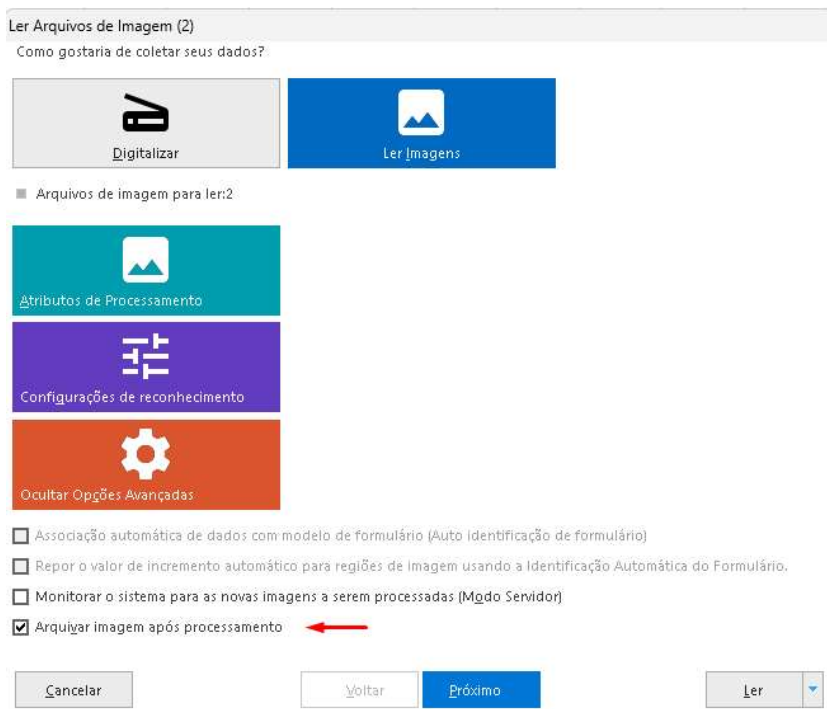 Ler Arquivos de Imagem (2)
Como gostaria de coletar seus dados?
Digitalizar
Ler Imagens
Arquivos de imagem para ler:2
Atributos de Processamento
Configurações de reconhecimento
Ocultar Opções Avançadas
Associação automática de dados com modelo de formulário (Auto identificação de formulário)
Repor o valor de incremento automático para regiões de imagem usando a Identificação Automática do Formulário.
Monitorar o sistema para as novas imagens a serem processadas (Modo Servidor)
Arquivar imagem após processamento
Cancelar
Voltar
Próximo
Ler